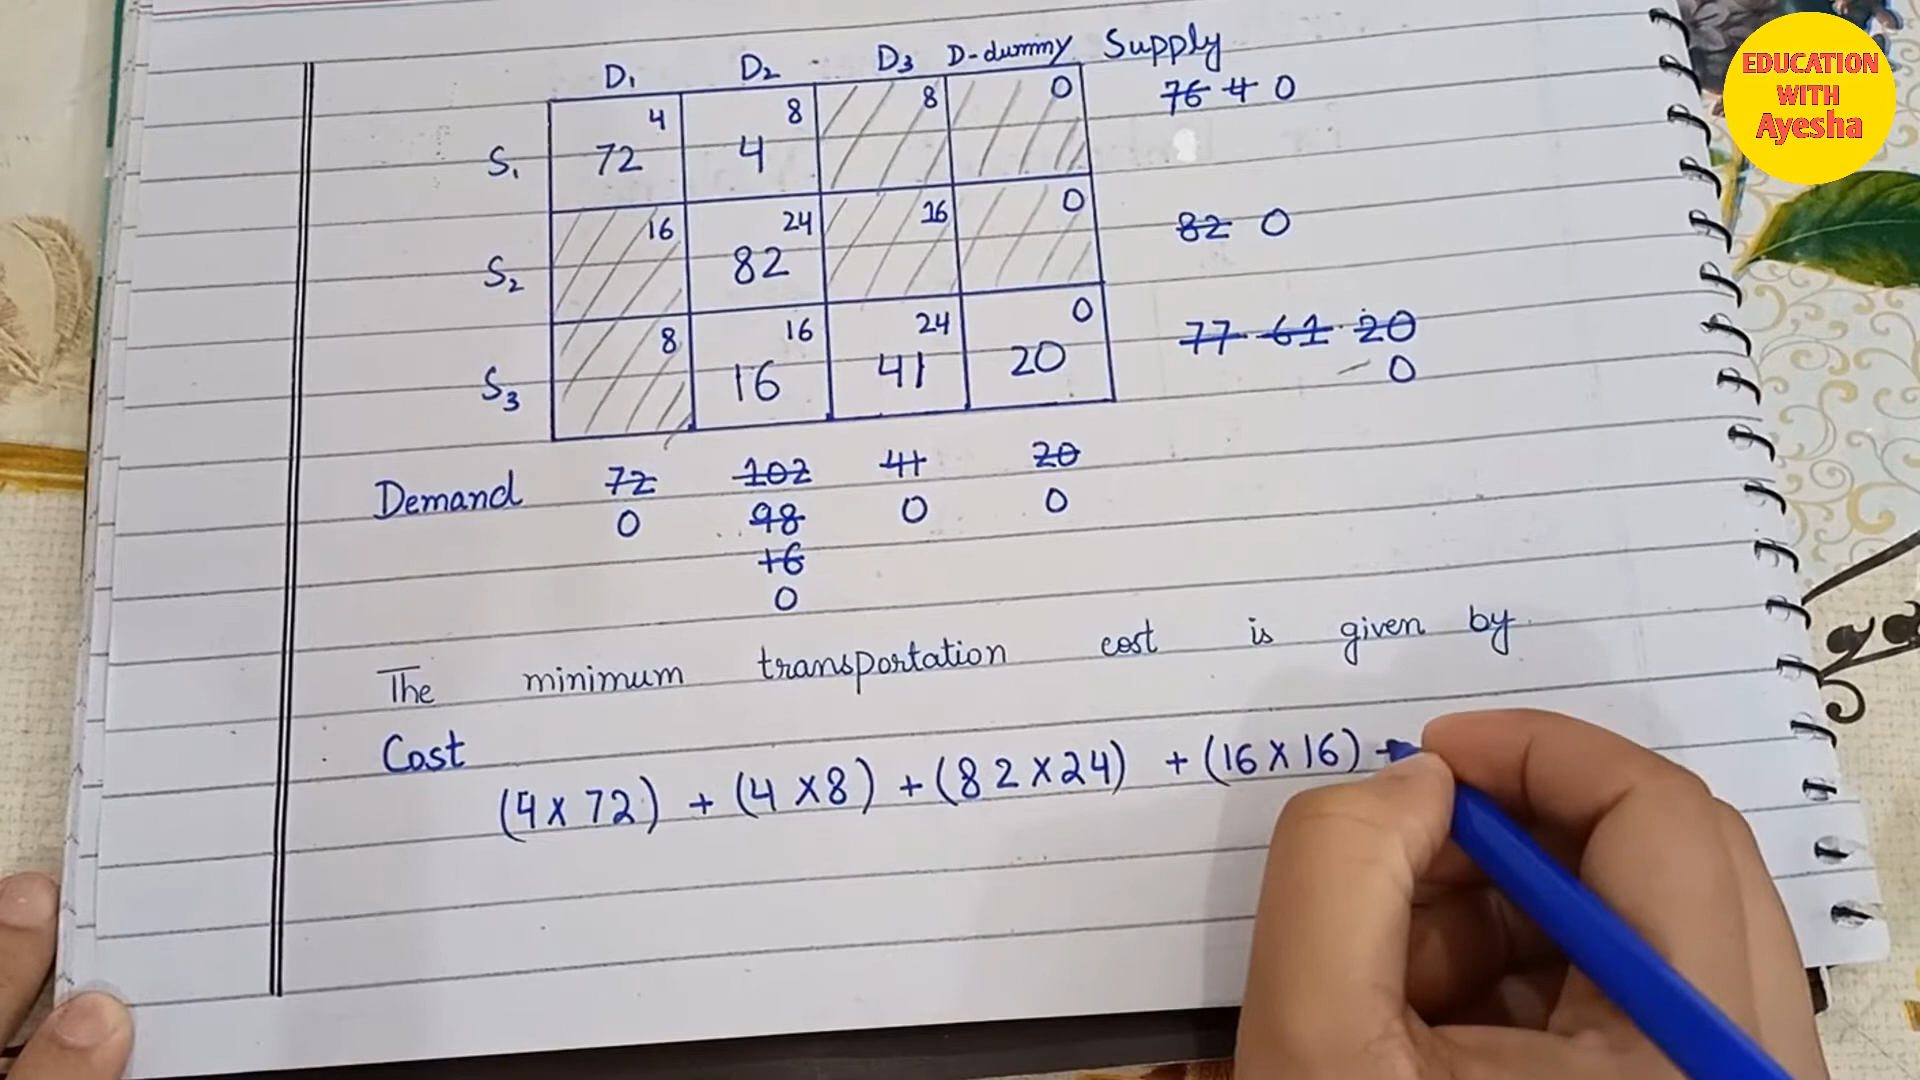 EDUCATION
WITH
Ayesha
D1 D2 D3 D-dummy Supply
4 8 8 0 76 4 0
S1 72 4
16 24 16 0 82 0
S2 82
8 16 24 0 77 61 20
S3 16 41 20 0
Demand 72 102 41 20
0 98 0 0
16
0
The minimum transportation cost is given by
Cost
(4 x 72) + (4 x 8) + (82 x 24) + (16 x 16)